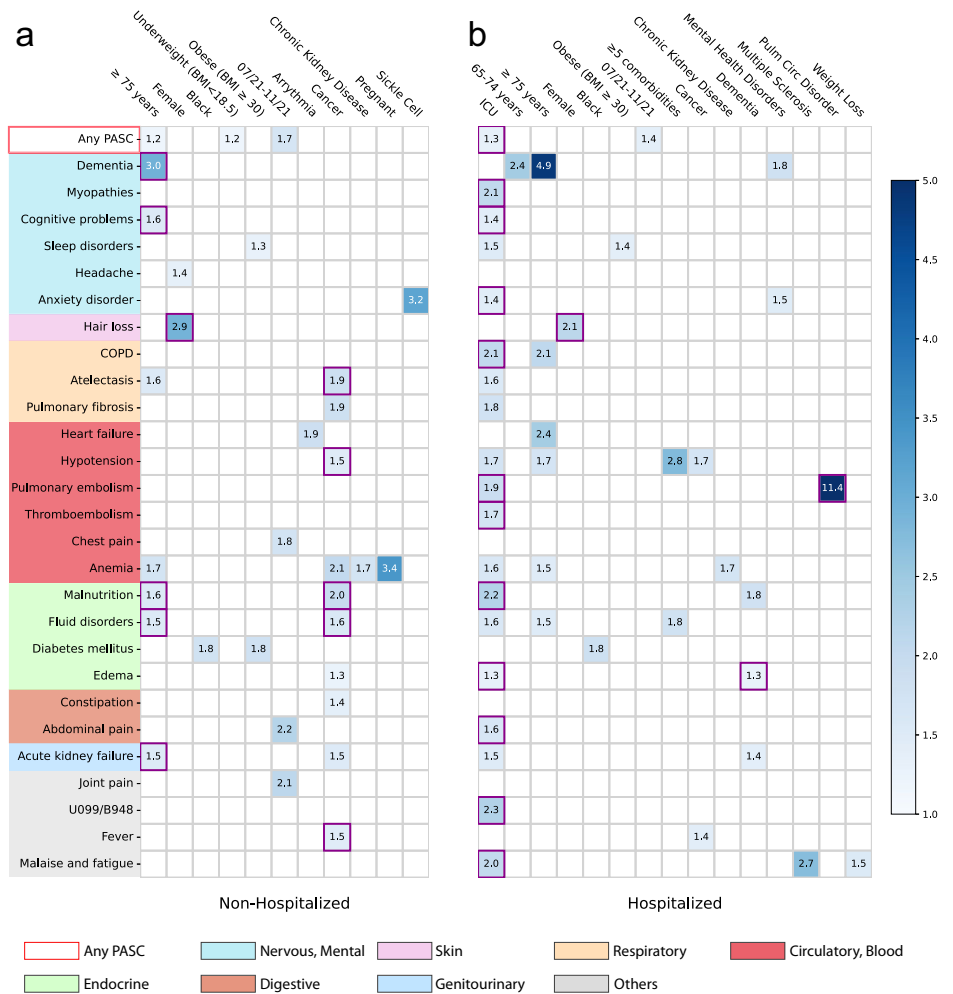 a
≥ 75 years
Female
Black
Underweight (BMI<18.5)
Obese (BMI ≥ 30)
07/21-11/21
Arrythmia
Cancer
Chronic Kidney Disease
Pregnant
Sickle Cell
b
ICU
65-74 years
≥ 75 years
Female
Black
Obese (BMI ≥ 30)
07/21-11/21
≥5 comorbidities
Cancer
Chronic Kidney Disease
Dementia
Mental Health Disorders
Multiple Sclerosis
Pulm Circ Disorder
Weight Loss
Any PASC 1.2 1.2 1.7 1.3 1.4
Dementia 3.0 2.4 4.9 1.8
Myopathies 2.1
Cognitive problems 1.6 1.4
Sleep disorders 1.3 1.5 1.4
Headache 1.4
Anxiety disorder 3.2 1.4 1.5
Hair loss 2.9 2.1
COPD 2.1 2.1
Atelectasis 1.6 1.9 1.6
Pulmonary fibrosis 1.9 1.8
Heart failure 1.9 2.4
Hypotension 1.5 1.7 1.7 2.8 1.7
Pulmonary embolism 1.9 11.4
Thromboembolism 1.7
Chest pain 1.8
Anemia 1.7 2.1 1.7 3.4 1.6 1.5 1.7
Malnutrition 1.6 2.0 2.2 1.8
Fluid disorders 1.5 1.6 1.6 1.5 1.8
Diabetes mellitus 1.8 1.8 1.8
Edema 1.3 1.3 1.3
Constipation 1.4
Abdominal pain 2.2 1.6
Acute kidney failure 1.5 1.5 1.5 1.4
Joint pain 2.1
U099/B948 2.3
Fever 1.5 1.4
Malaise and fatigue 2.0 2.7 1.5
5.0
4.5
4.0
3.5
3.0
2.5
2.0
1.5
1.0
Non-Hospitalized
Hospitalized
Any PASC
Nervous, Mental
Skin
Respiratory
Circulatory, Blood
Endocrine
Digestive
Genitourinary
Others